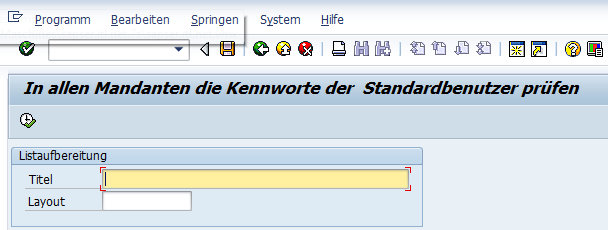 Programm Bearbeiten Springen System Hilfe
In allen Mandanten die Kennworte der Standardbenutzer prüfen
Listaufbereitung
Titel
Layout